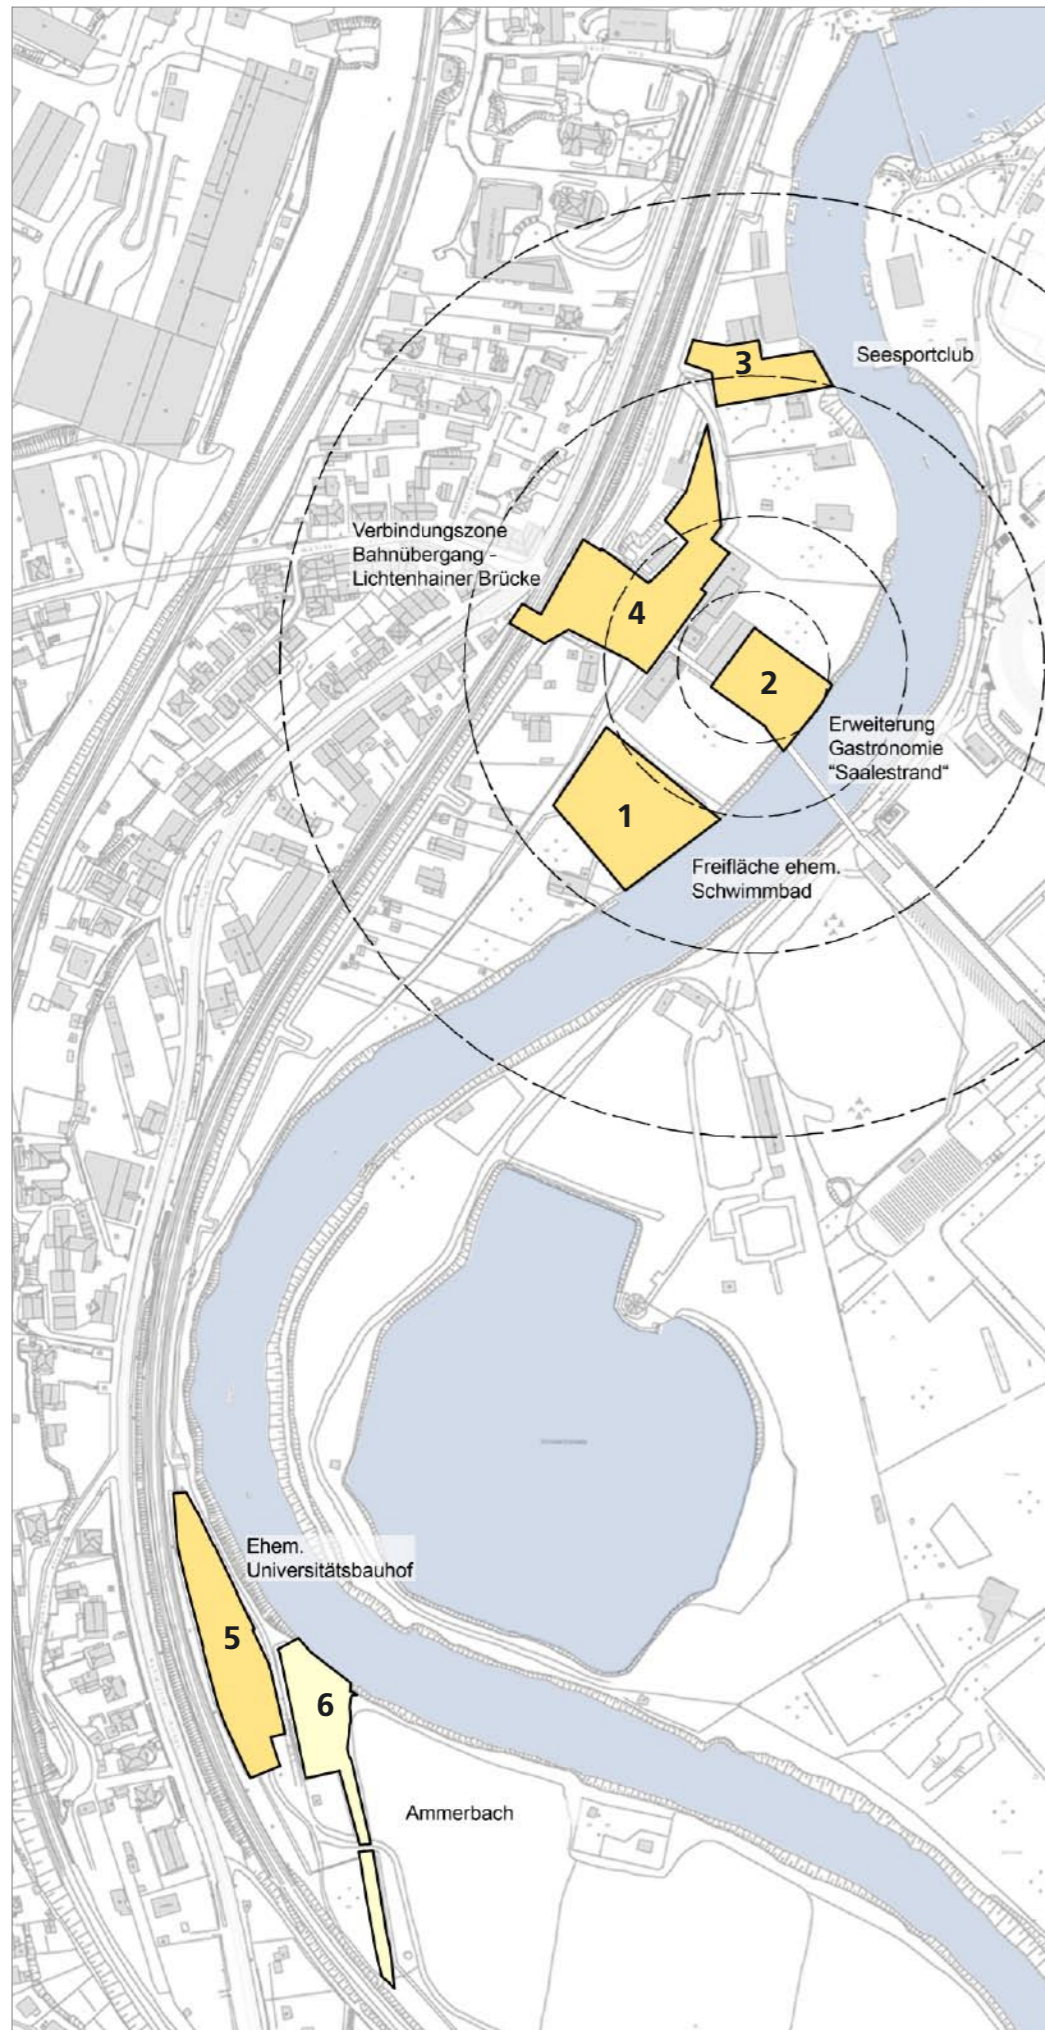 3
Seesportclub
Verbindungszone
Bahnübergang -
Lichtenhainer Brücke
4
2
Erweiterung
Gastronomie
"Saalestrand"
1
Freifläche ehem.
Schwimmbad
Ehem.
Universitätsbauhof
5
6
Ammerbach